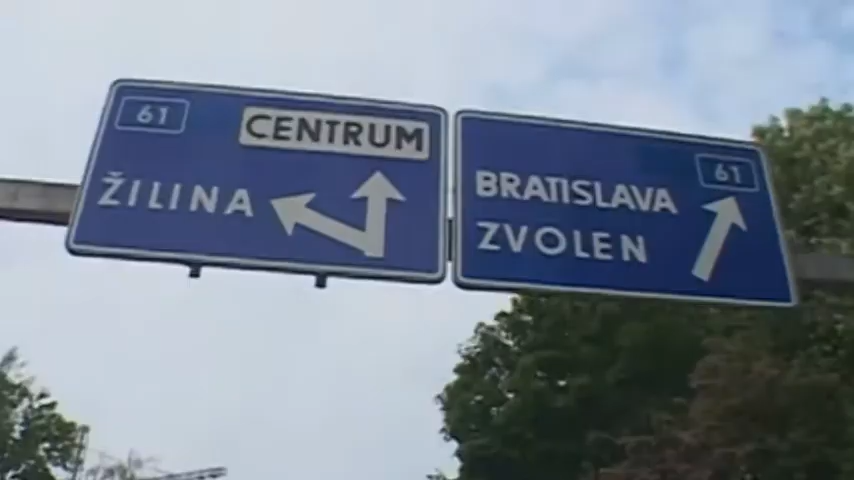 61
CENTRUM
ŽILINA
61
BRATISLAVA
ZVOLEN